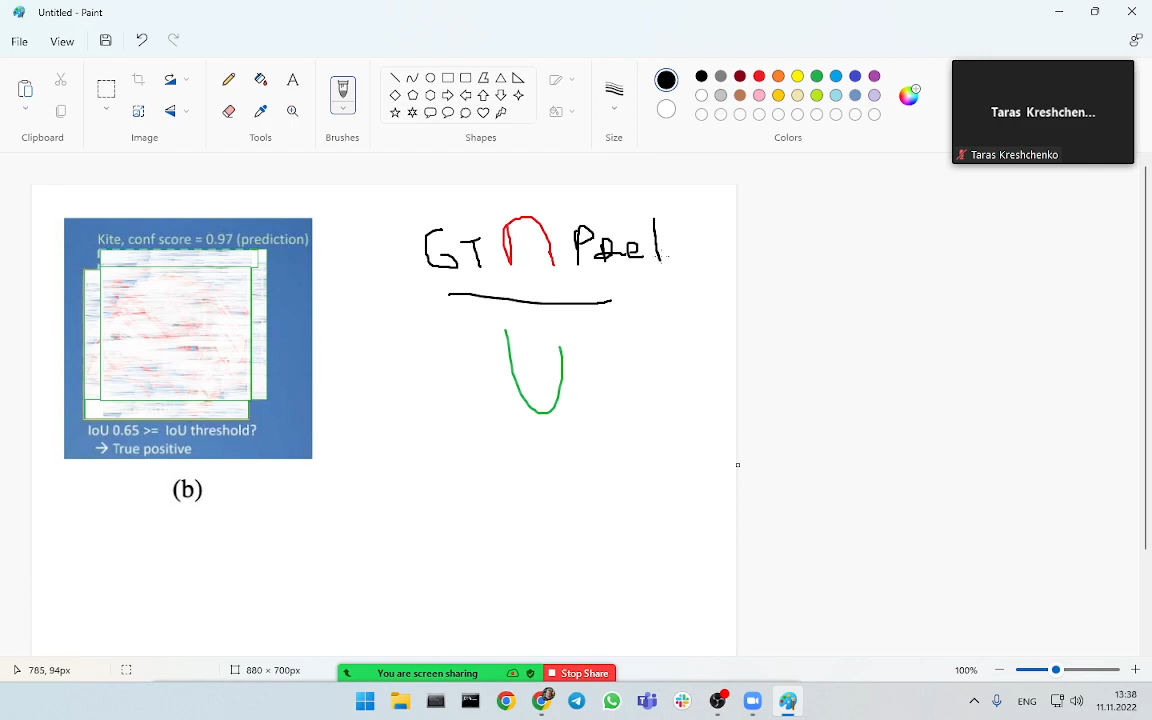 Untitled - Paint
File View
Clipboard Image Tools Brushes Shapes Size Colors
Taras Kreshchen...
Taras Kreshchenko
Kite, conf score = 0.97 (prediction)
GT ∩ Pred
∪
IoU 0.65 >= IoU threshold?
→ True positive
(b)
785, 94px 880 × 700px 100%
You are screen sharing Stop Share
ENG 13:38
11.11.2022